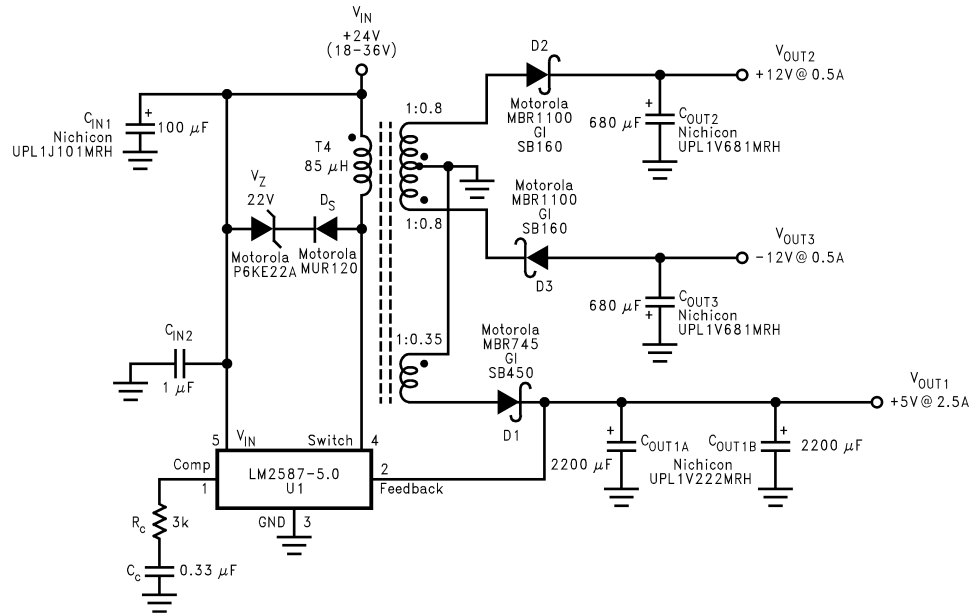 V_IN
+24V
(18-36V)
C_IN1
Nichicon
UPL1J101MRH
+
100 μF
T4
85 μH
1:0.8
1:0.8
D2
Motorola
MBR1100
GI
SB160
V_OUT2
+12V@0.5A
680 μF
+
C_OUT2
Nichicon
UPL1V681MRH
V_Z
22V
D_S
Motorola
P6KE22A
Motorola
MUR120
Motorola
MBR1100
GI
SB160
D3
V_OUT3
-12V@0.5A
680 μF
+
C_OUT3
Nichicon
UPL1V681MRH
C_IN2
1 μF
1:0.35
Motorola
MBR745
GI
SB450
D1
V_OUT1
+5V@2.5A
2200 μF
+
C_OUT1A
C_OUT1B
+
2200 μF
Nichicon
UPL1V222MRH
5
V_IN
Switch
4
Comp
1
LM2587-5.0
U1
2
Feedback
GND
3
R_c
3k
C_c
0.33 μF